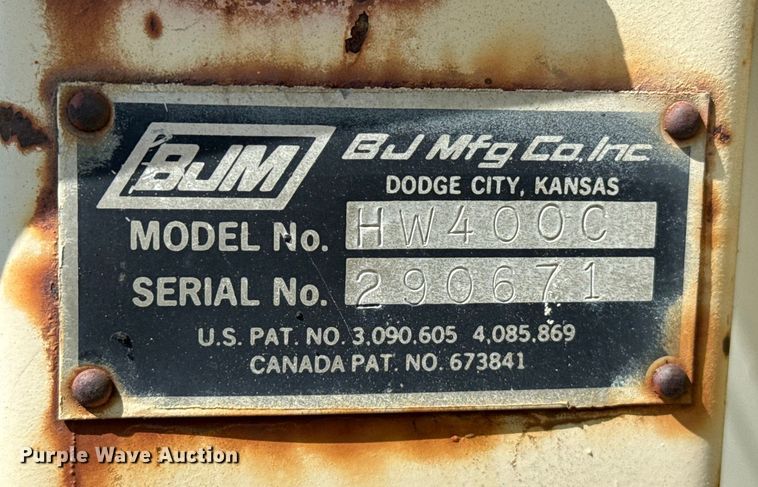 BJM
BJ Mfg. Co. Inc
DODGE CITY, KANSAS
MODEL No. HW400C
SERIAL No. 290671
U.S. PAT. NO. 3.090.605 4,085,869
CANADA PAT. NO. 673841
Purple Wave Auction